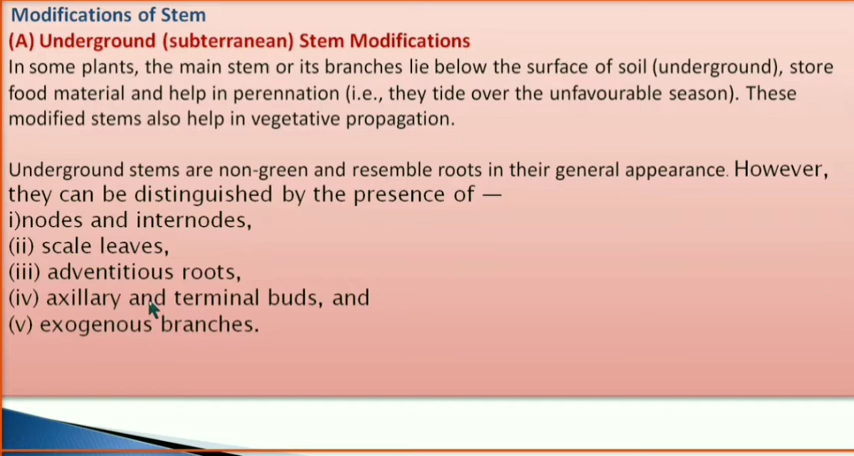 Modifications of Stem
(A) Underground (subterranean) Stem Modifications
In some plants, the main stem or its branches lie below the surface of soil (underground), store
food material and help in perennation (i.e., they tide over the unfavourable season). These
modified stems also help in vegetative propagation.
Underground stems are non-green and resemble roots in their general appearance. However,
they can be distinguished by the presence of —
i)nodes and internodes,
(ii) scale leaves,
(iii) adventitious roots,
(iv) axillary and terminal buds, and
(v) exogenous branches.